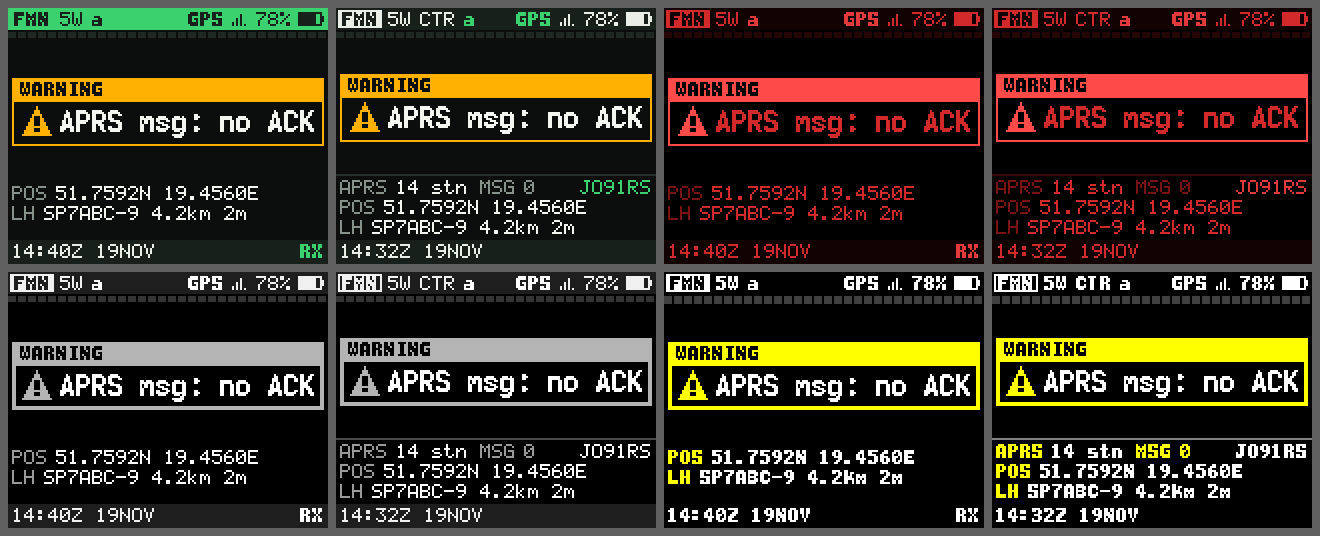 FMN 5W a GPS 78%
WARNING
APRS msg: no ACK
POS 51.7592N 19.4560E
LH SP7ABC-9 4.2km 2m
14:40Z 19NOV RX
FMN 5W CTR a GPS 78%
WARNING
APRS msg: no ACK
APRS 14 stn MSG 0 JO91RS
POS 51.7592N 19.4560E
LH SP7ABC-9 4.2km 2m
14:32Z 19NOV
FMN 5W a GPS 78%
WARNING
APRS msg: no ACK
POS 51.7592N 19.4560E
LH SP7ABC-9 4.2km 2m
14:40Z 19NOV RX
FMN 5W CTR a GPS 78%
WARNING
APRS msg: no ACK
APRS 14 stn MSG 0 JO91RS
POS 51.7592N 19.4560E
LH SP7ABC-9 4.2km 2m
14:32Z 19NOV
FMN 5W a GPS 78%
WARNING
APRS msg: no ACK
POS 51.7592N 19.4560E
LH SP7ABC-9 4.2km 2m
14:40Z 19NOV RX
FMN 5W CTR a GPS 78%
WARNING
APRS msg: no ACK
APRS 14 stn MSG 0 JO91RS
POS 51.7592N 19.4560E
LH SP7ABC-9 4.2km 2m
14:32Z 19NOV
FMN 5W a GPS 78%
WARNING
APRS msg: no ACK
POS 51.7592N 19.4560E
LH SP7ABC-9 4.2km 2m
14:40Z 19NOV RX
FMN 5W CTR a GPS 78%
WARNING
APRS msg: no ACK
APRS 14 stn MSG 0 JO91RS
POS 51.7592N 19.4560E
LH SP7ABC-9 4.2km 2m
14:32Z 19NOV